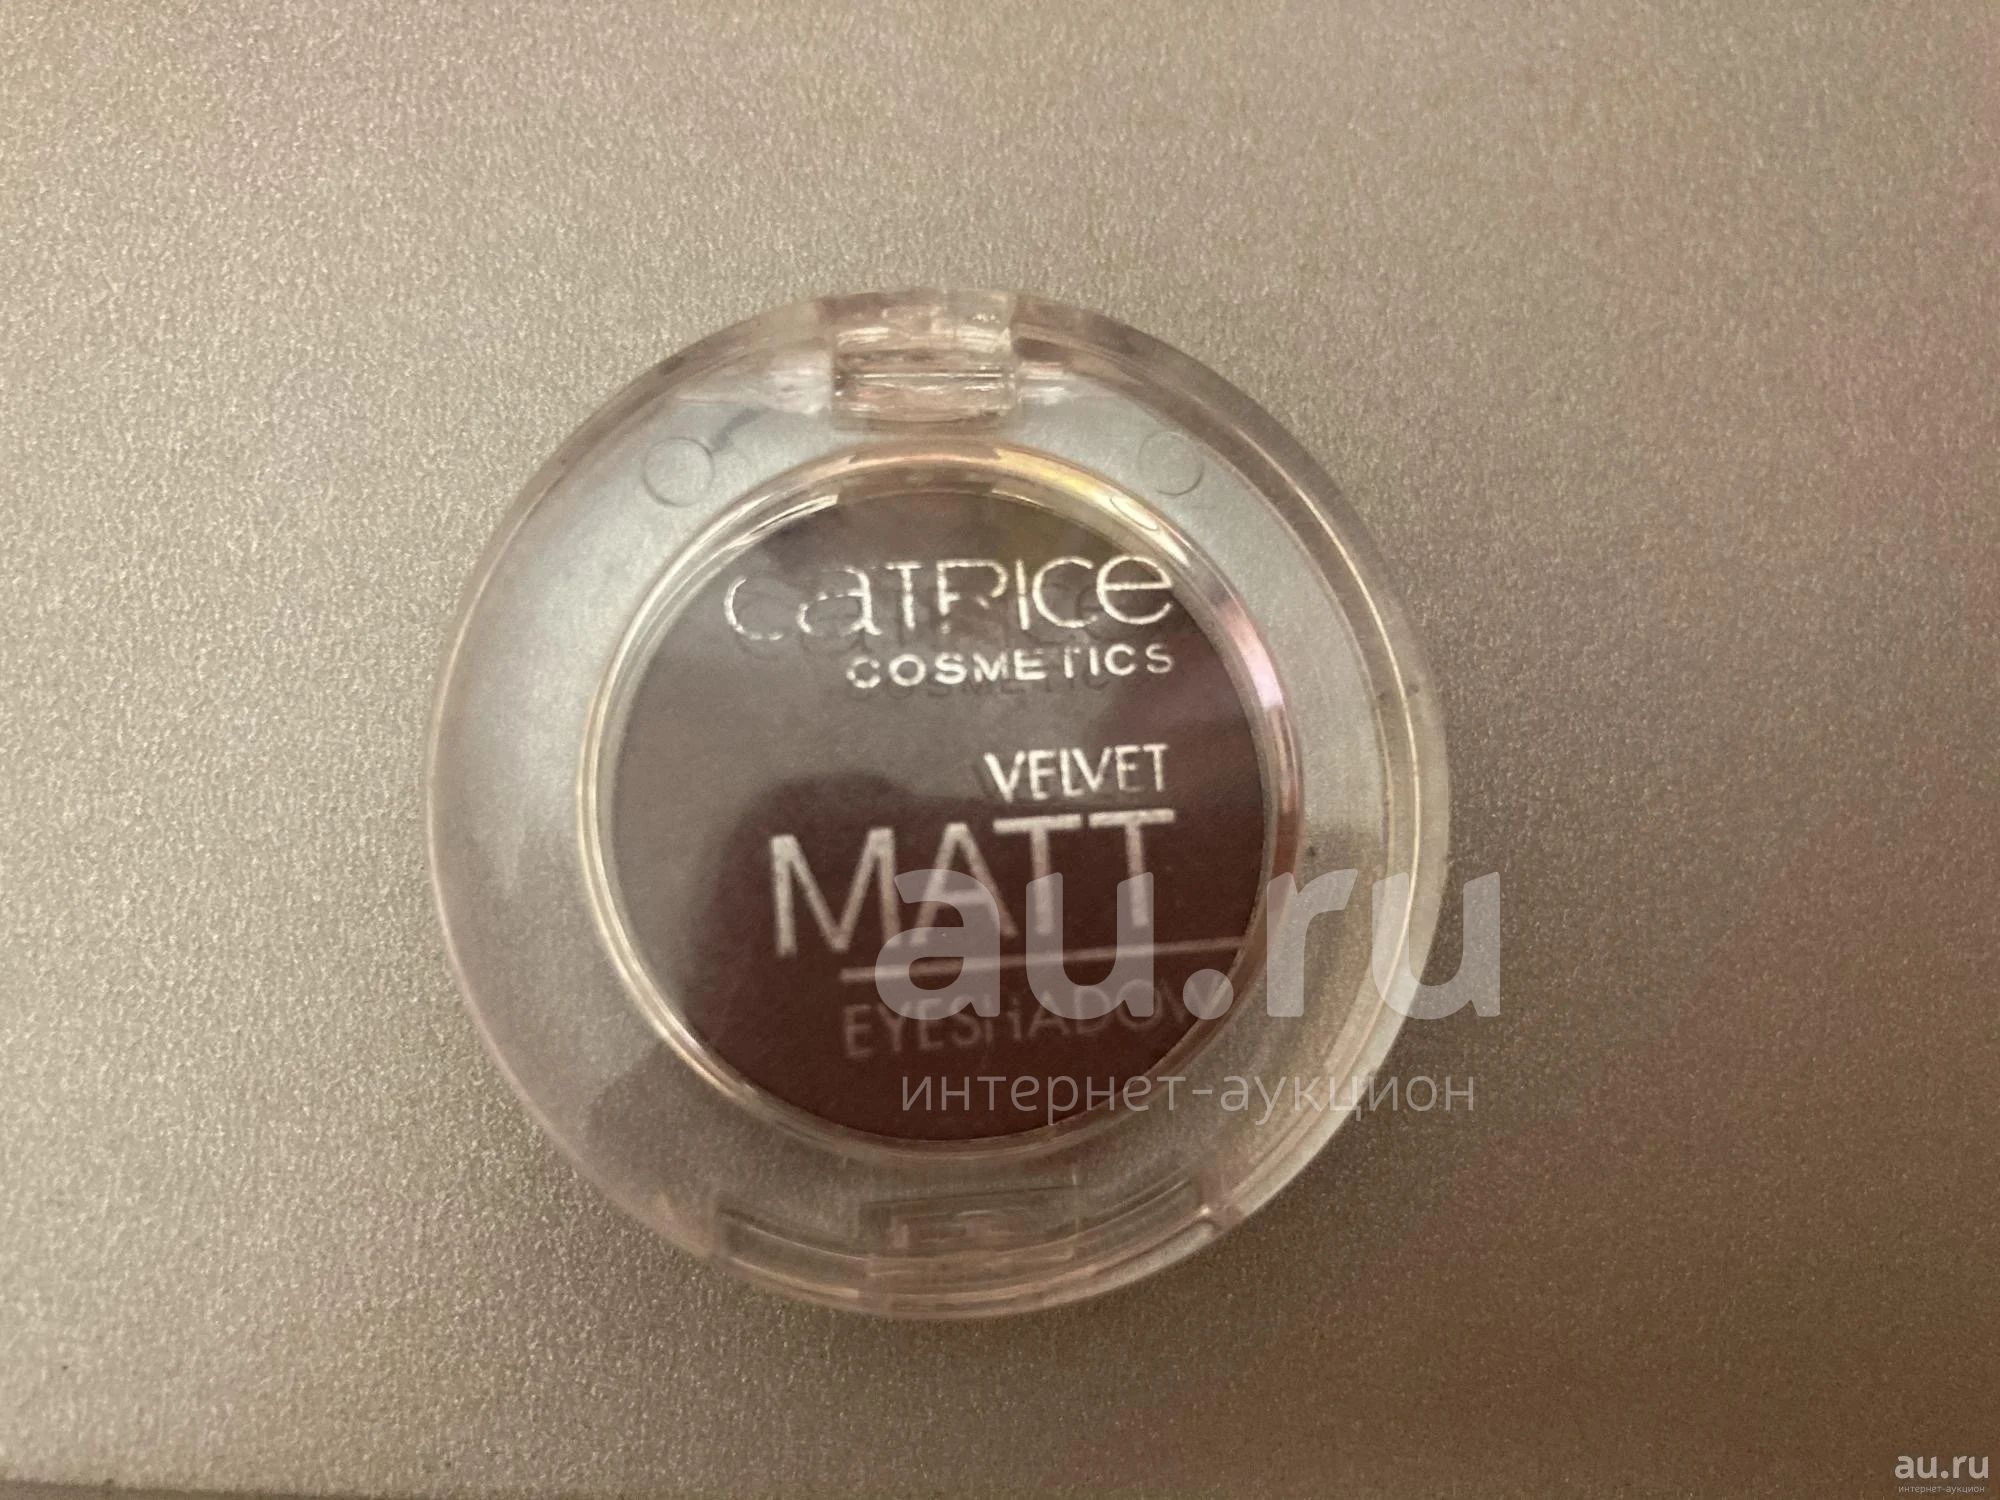 CATRICE
COSMETICS
VELVET
MATT
EYESHADOW
au.ru
интернет-аукцион
au.ru
интернет-аукцион